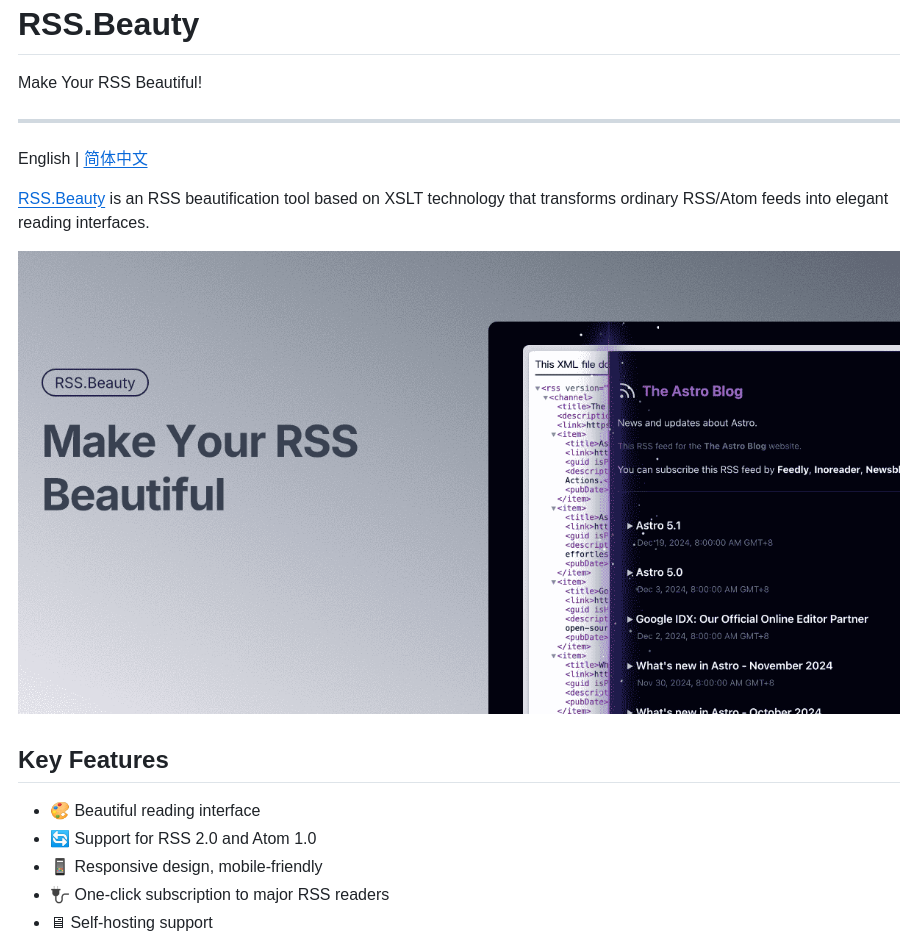 RSS.Beauty
Make Your RSS Beautiful!
English | 简体中文
RSS.Beauty is an RSS beautification tool based on XSLT technology that transforms ordinary RSS/Atom feeds into elegant
reading interfaces.
RSS.Beauty
Make Your RSS
Beautiful
This XML file do
<rss version="
<channel>
<title>The
<descriptio
<link>https
<item>
<title>As
<link>htt
<guid isP
<descript
Actions.<
<pubDate>
</item>
<item>
<title>As
<link>htt
<guid isP
<descript
effortles
<pubDate>
</item>
<item>
<title>Go
<link>htt
<guid isP
<descript
open-sour
<pubDate>
</item>
<item>
<title>Wh
<link>htt
<guid isP
<descript
<pubDate>
</item>
The Astro Blog
News and updates about Astro.
This RSS feed for the The Astro Blog website.
You can subscribe this RSS feed by Feedly, Inoreader, Newsbl
Astro 5.1
Dec 19, 2024, 8:00:00 AM GMT+8
Astro 5.0
Dec 3, 2024, 8:00:00 AM GMT+8
Google IDX: Our Official Online Editor Partner
Dec 2, 2024, 8:00:00 AM GMT+8
What's new in Astro - November 2024
Nov 30, 2024, 8:00:00 AM GMT+8
What's new in Astro - October 2024
Key Features
Beautiful reading interface
Support for RSS 2.0 and Atom 1.0
Responsive design, mobile-friendly
One-click subscription to major RSS readers
Self-hosting support